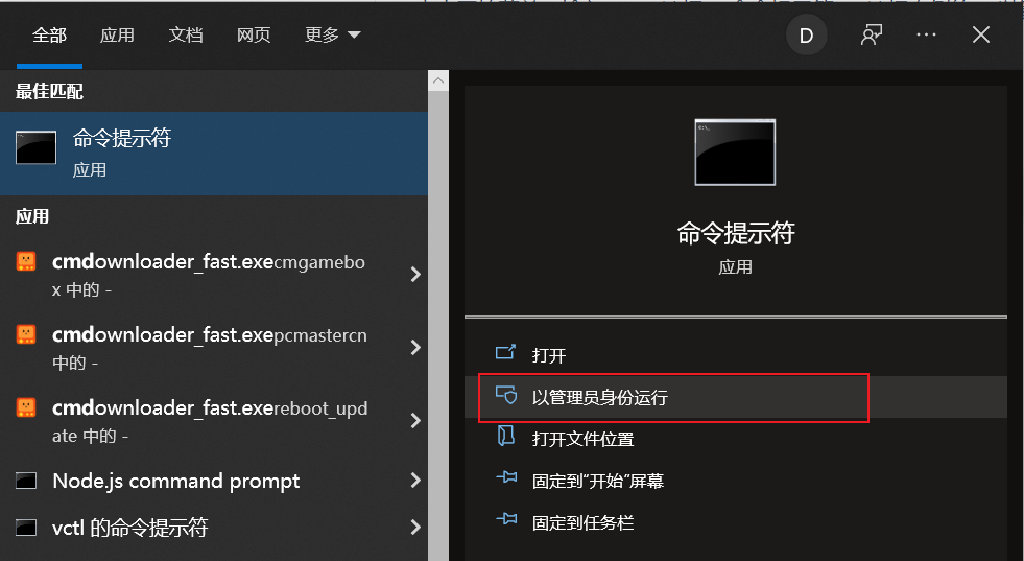 全部 应用 文档 网页 更多 D
最佳匹配
命令提示符
应用
应用
cmdownloader_fast.execmgamebo
x 中的 -
cmdownloader_fast.exepcmastercn
中的 -
cmdownloader_fast.exereboot_upd
ate 中的 -
Node.js command prompt
vctl 的命令提示符
命令提示符
应用
打开
以管理员身份运行
打开文件位置
固定到“开始”屏幕
固定到任务栏